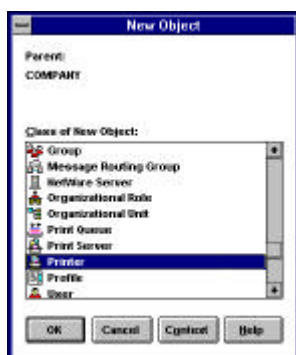 New Object
Parent:
COMPANY
Class of New Object:
Group
Message Routing Group
NetWare Server
Organizational Role
Organizational Unit
Print Queue
Print Server
Printer
Profile
User
OK Cancel Context Help